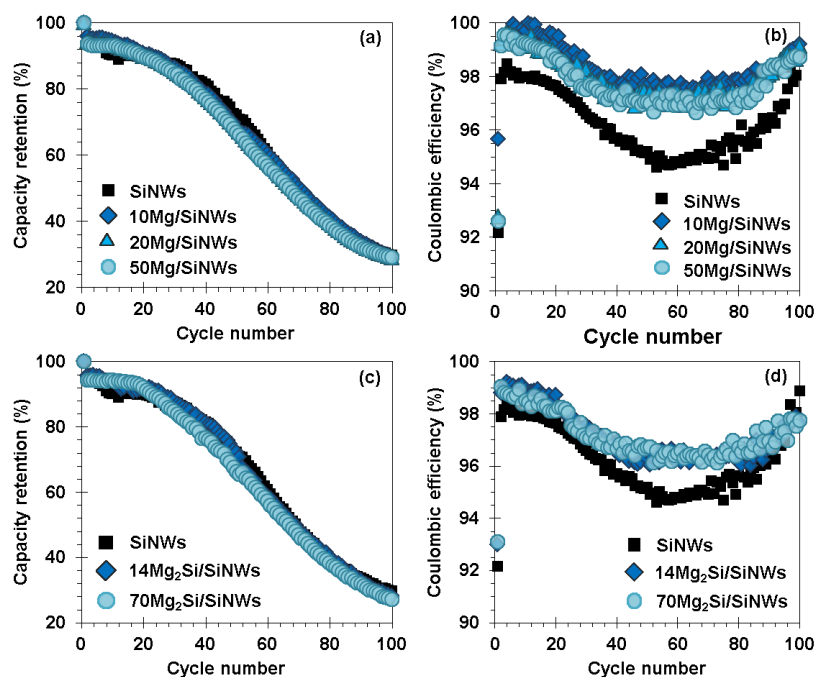 (a)
Capacity retention (%)
100
80
60
40
20
SiNWs
10Mg/SiNWs
20Mg/SiNWs
50Mg/SiNWs
0 20 40 60 80 100
Cycle number
(b)
Coulombic efficiency (%)
100
98
96
94
92
90
SiNWs
10Mg/SiNWs
20Mg/SiNWs
50Mg/SiNWs
0 20 40 60 80 100
Cycle number
(c)
Capacity retention (%)
100
80
60
40
20
SiNWs
14Mg₂Si/SiNWs
70Mg₂Si/SiNWs
0 20 40 60 80 100
Cycle number
(d)
Coulombic efficiency (%)
100
98
96
94
92
90
SiNWs
14Mg₂Si/SiNWs
70Mg₂Si/SiNWs
0 20 40 60 80 100
Cycle number